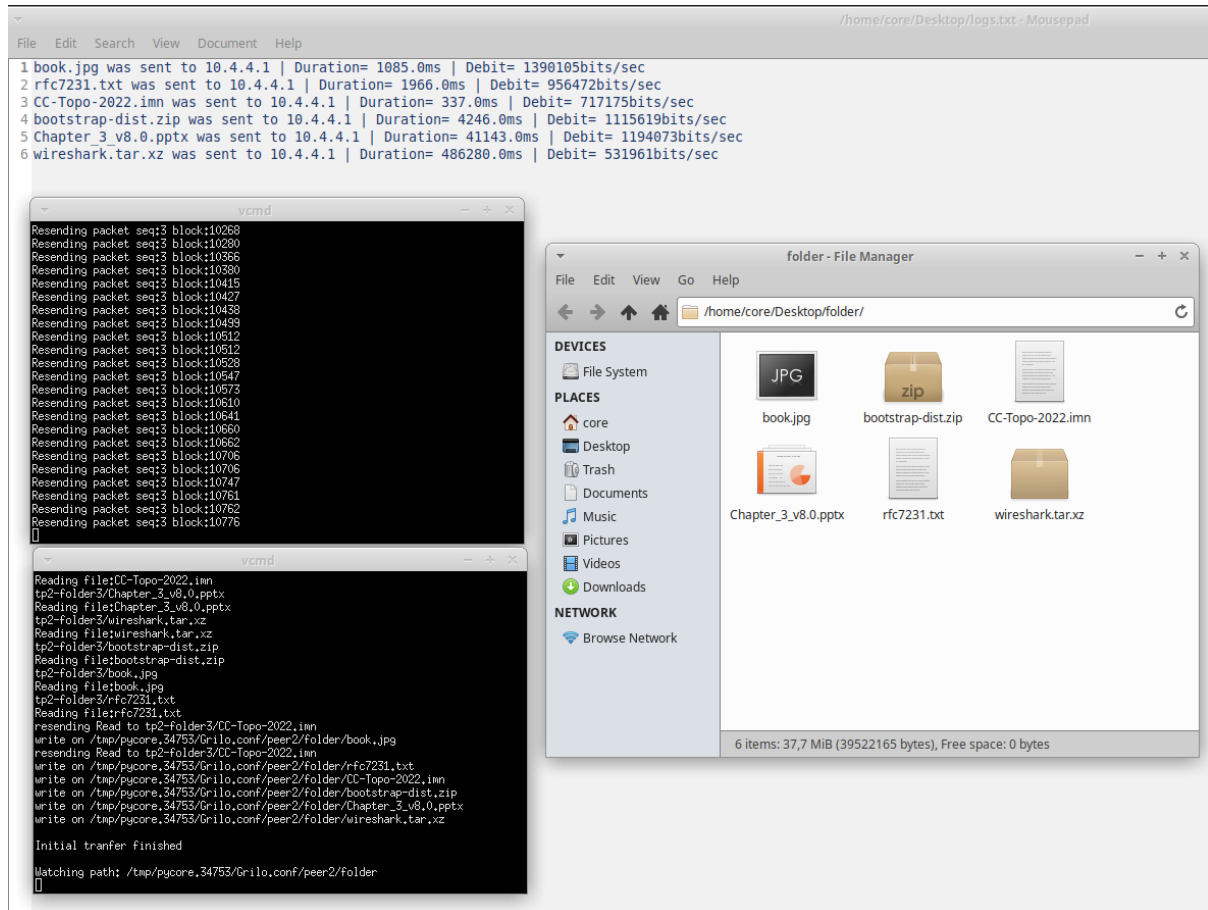 /home/core/Desktop/logs.txt - Mousepad
File Edit Search View Document Help
1 book.jpg was sent to 10.4.4.1 | Duration= 1085.0ms | Debit= 1390105bits/sec
2 rfc7231.txt was sent to 10.4.4.1 | Duration= 1966.0ms | Debit= 956472bits/sec
3 CC-Topo-2022.imn was sent to 10.4.4.1 | Duration= 337.0ms | Debit= 717175bits/sec
4 bootstrap-dist.zip was sent to 10.4.4.1 | Duration= 4246.0ms | Debit= 1115619bits/sec
5 Chapter_3_v8.0.pptx was sent to 10.4.4.1 | Duration= 41143.0ms | Debit= 1194073bits/sec
6 wireshark.tar.xz was sent to 10.4.4.1 | Duration= 486280.0ms | Debit= 531961bits/sec
vcmd
Resending packet seq:3 block:10268
Resending packet seq:3 block:10280
Resending packet seq:3 block:10366
Resending packet seq:3 block:10380
Resending packet seq:3 block:10415
Resending packet seq:3 block:10427
Resending packet seq:3 block:10438
Resending packet seq:3 block:10499
Resending packet seq:3 block:10512
Resending packet seq:3 block:10512
Resending packet seq:3 block:10528
Resending packet seq:3 block:10547
Resending packet seq:3 block:10573
Resending packet seq:3 block:10610
Resending packet seq:3 block:10641
Resending packet seq:3 block:10660
Resending packet seq:3 block:10662
Resending packet seq:3 block:10706
Resending packet seq:3 block:10706
Resending packet seq:3 block:10747
Resending packet seq:3 block:10761
Resending packet seq:3 block:10762
Resending packet seq:3 block:10776
vcmd
Reading file:CC-Topo-2022.imn
tp2-folder3/Chapter_3_v8.0.pptx
Reading file:Chapter_3_v8.0.pptx
tp2-folder3/wireshark.tar.xz
Reading file:wireshark.tar.xz
tp2-folder3/bootstrap-dist.zip
Reading file:bootstrap-dist.zip
tp2-folder3/book.jpg
Reading file:book.jpg
tp2-folder3/rfc7231.txt
Reading file:rfc7231.txt
resending Read to tp2-folder3/CC-Topo-2022.imn
write on /tmp/pycore.34753/Grilo.conf/peer2/folder/book.jpg
resending Read to tp2-folder3/CC-Topo-2022.imn
write on /tmp/pycore.34753/Grilo.conf/peer2/folder/rfc7231.txt
write on /tmp/pycore.34753/Grilo.conf/peer2/folder/CC-Topo-2022.imn
write on /tmp/pycore.34753/Grilo.conf/peer2/folder/bootstrap-dist.zip
write on /tmp/pycore.34753/Grilo.conf/peer2/folder/Chapter_3_v8.0.pptx
write on /tmp/pycore.34753/Grilo.conf/peer2/folder/wireshark.tar.xz
Initial tranfer finished
Watching path: /tmp/pycore.34753/Grilo.conf/peer2/folder
folder - File Manager
File Edit View Go Help
/home/core/Desktop/folder/
DEVICES
File System
PLACES
core
Desktop
Trash
Documents
Music
Pictures
Videos
Downloads
NETWORK
Browse Network
JPG
zip
book.jpg
bootstrap-dist.zip
CC-Topo-2022.imn
Chapter_3_v8.0.pptx
rfc7231.txt
wireshark.tar.xz
6 items: 37,7 MiB (39522165 bytes), Free space: 0 bytes